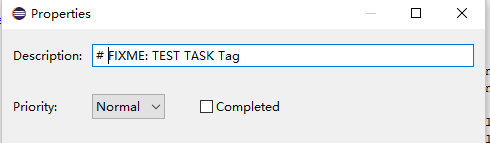 Properties
Description: # FIXME: TEST TASK Tag
Priority: Normal Completed